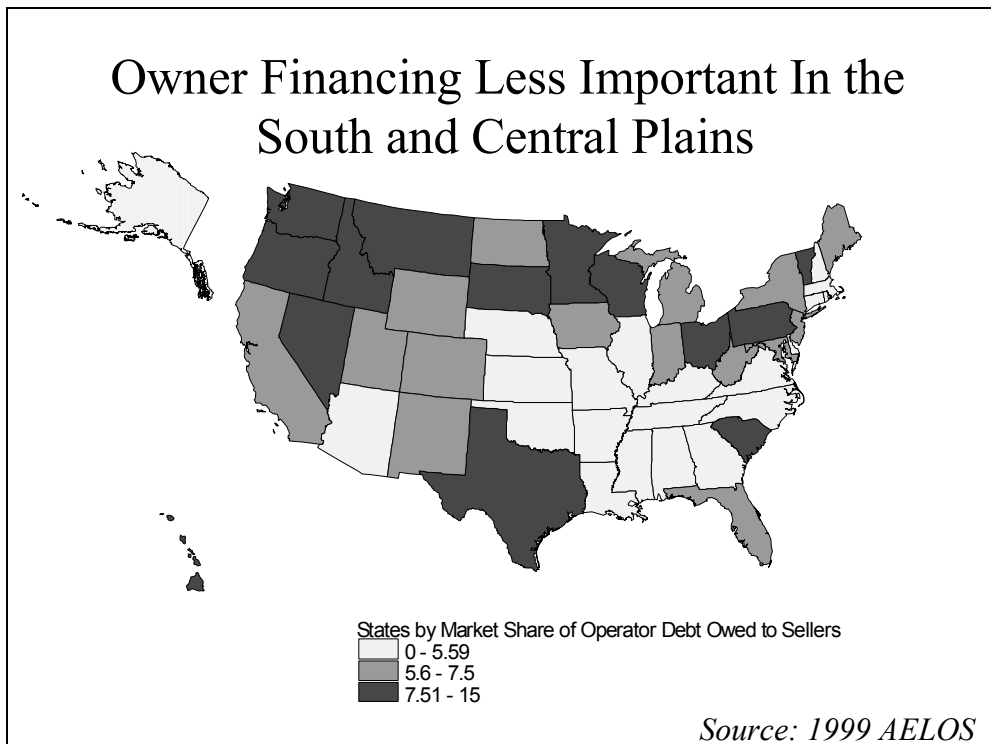 Owner Financing Less Important In the
South and Central Plains
States by Market Share of Operator Debt Owed to Sellers
0 - 5.59
5.6 - 7.5
7.51 - 15
Source: 1999 AELOS